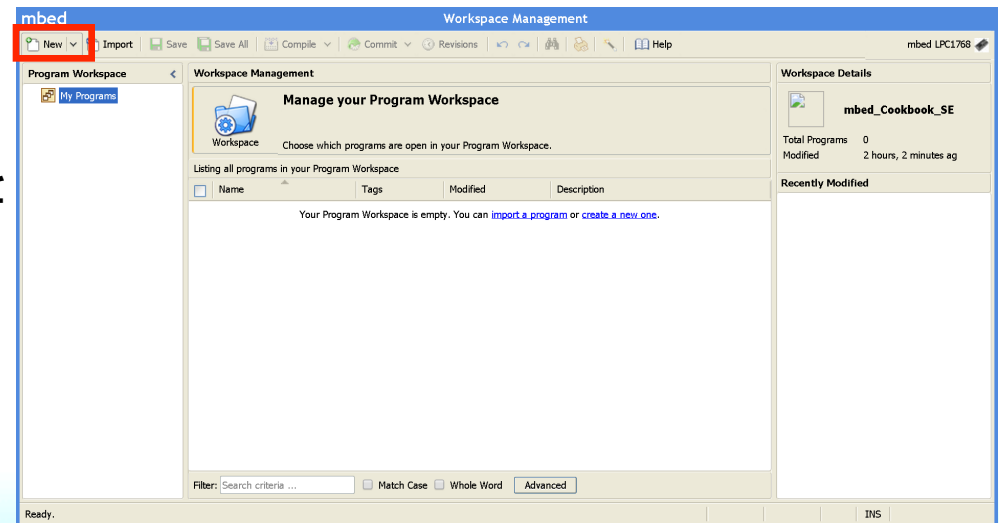 mbed
Workspace Management
New Import Save Save All Compile Commit Revisions Help mbed LPC1768
Program Workspace <
My Programs
Workspace Management
Manage your Program Workspace
Workspace
Choose which programs are open in your Program Workspace.
Listing all programs in your Program Workspace
Name Tags Modified Description
Your Program Workspace is empty. You can import a program or create a new one.
Filter: Search criteria ... Match Case Whole Word Advanced
Workspace Details
mbed_Cookbook_SE
Total Programs 0
Modified 2 hours, 2 minutes ag
Recently Modified
Ready. INS